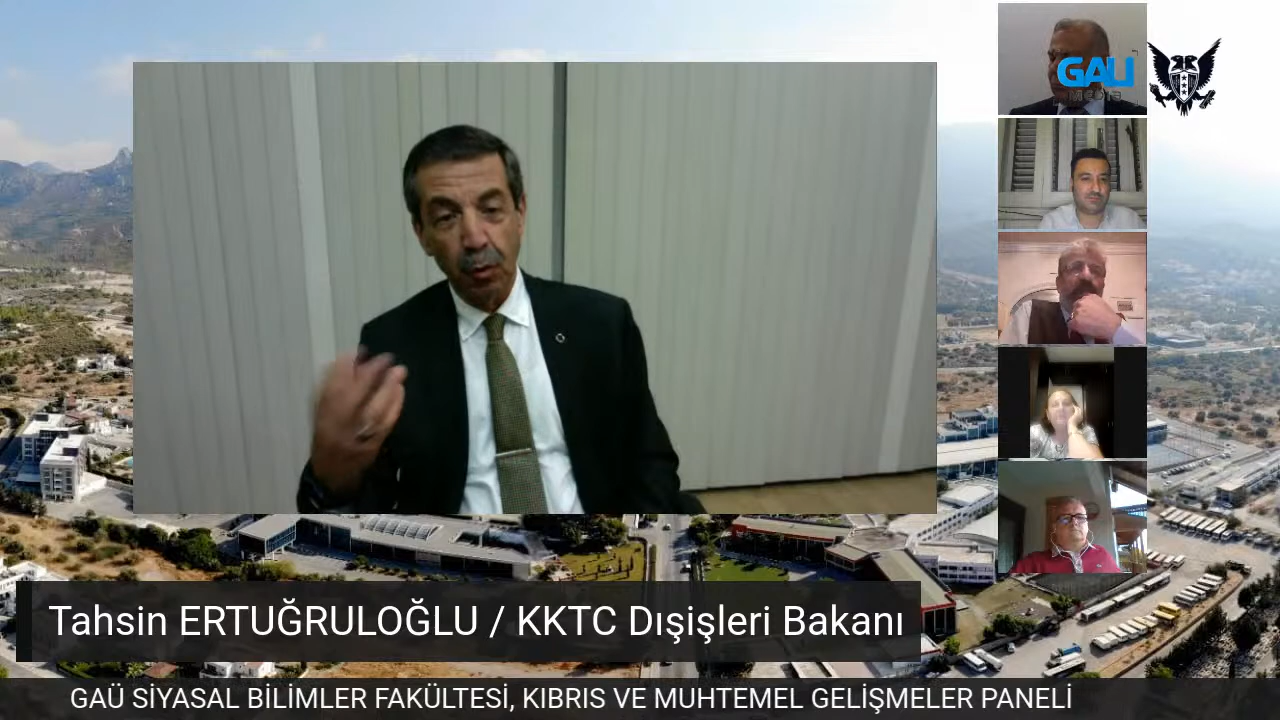 GAU
MEDIA
Tahsin ERTUĞRULOĞLU / KKTC Dışişleri Bakanı
GAÜ SİYASAL BİLİMLER FAKÜLTESİ, KIBRIS VE MUHTEMEL GELİŞMELER PANELİ